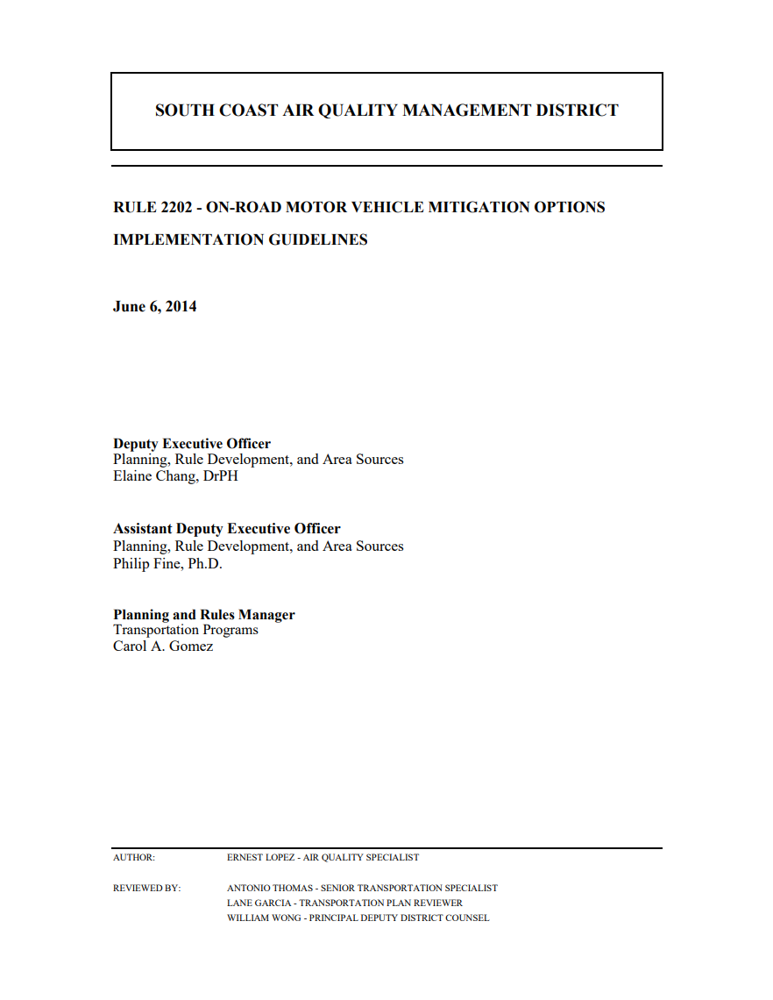 SOUTH COAST AIR QUALITY MANAGEMENT DISTRICT
RULE 2202 - ON-ROAD MOTOR VEHICLE MITIGATION OPTIONS
IMPLEMENTATION GUIDELINES
June 6, 2014
Deputy Executive Officer
Planning, Rule Development, and Area Sources
Elaine Chang, DrPH
Assistant Deputy Executive Officer
Planning, Rule Development, and Area Sources
Philip Fine, Ph.D.
Planning and Rules Manager
Transportation Programs
Carol A. Gomez
AUTHOR: ERNEST LOPEZ - AIR QUALITY SPECIALIST
REVIEWED BY: ANTONIO THOMAS - SENIOR TRANSPORTATION SPECIALIST
LANE GARCIA - TRANSPORTATION PLAN REVIEWER
WILLIAM WONG - PRINCIPAL DEPUTY DISTRICT COUNSEL